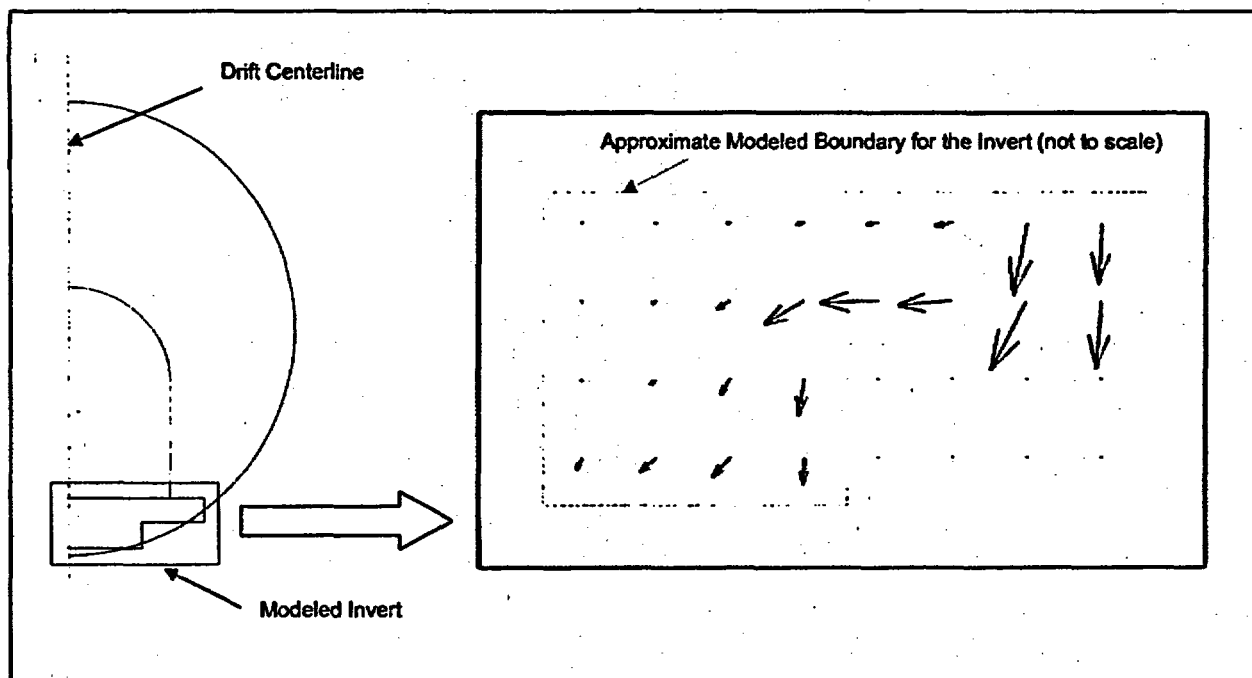 Drift Centerline
Approximate Modeled Boundary for the Invert (not to scale)
Modeled Invert